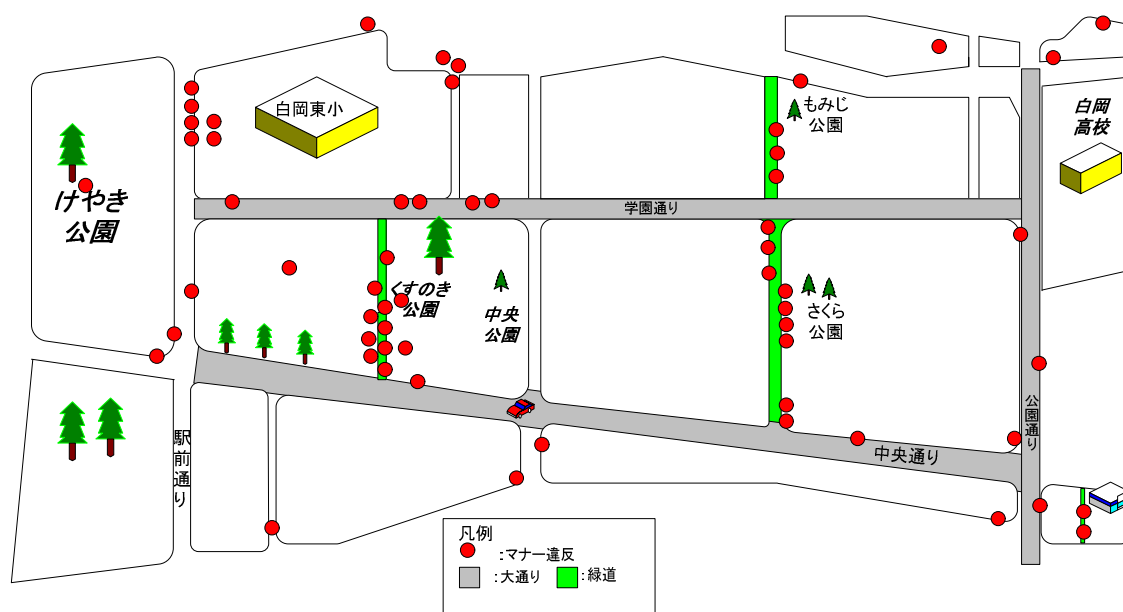 白岡東小
もみじ
公園
白岡
高校
けやき
公園
学園通り
くすのき
公園
中央
公園
さくら
公園
駅前通り
公園通り
中央通り
凡例
:マナー違反
:大通り
:緑道